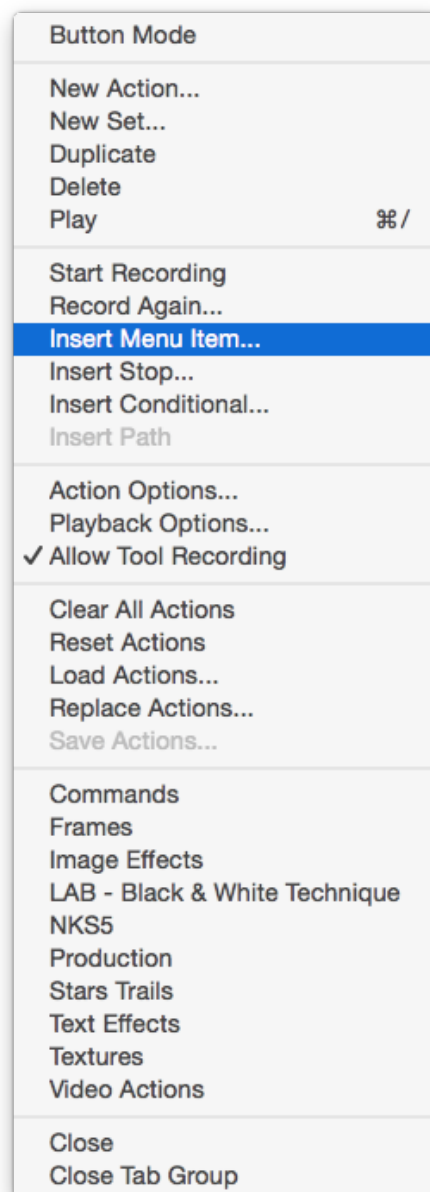 Button Mode
New Action...
New Set...
Duplicate
Delete
Play ⌘/
Start Recording
Record Again...
Insert Menu Item...
Insert Stop...
Insert Conditional...
Insert Path
Action Options...
Playback Options...
✓ Allow Tool Recording
Clear All Actions
Reset Actions
Load Actions...
Replace Actions...
Save Actions...
Commands
Frames
Image Effects
LAB - Black & White Technique
NKS5
Production
Stars Trails
Text Effects
Textures
Video Actions
Close
Close Tab Group